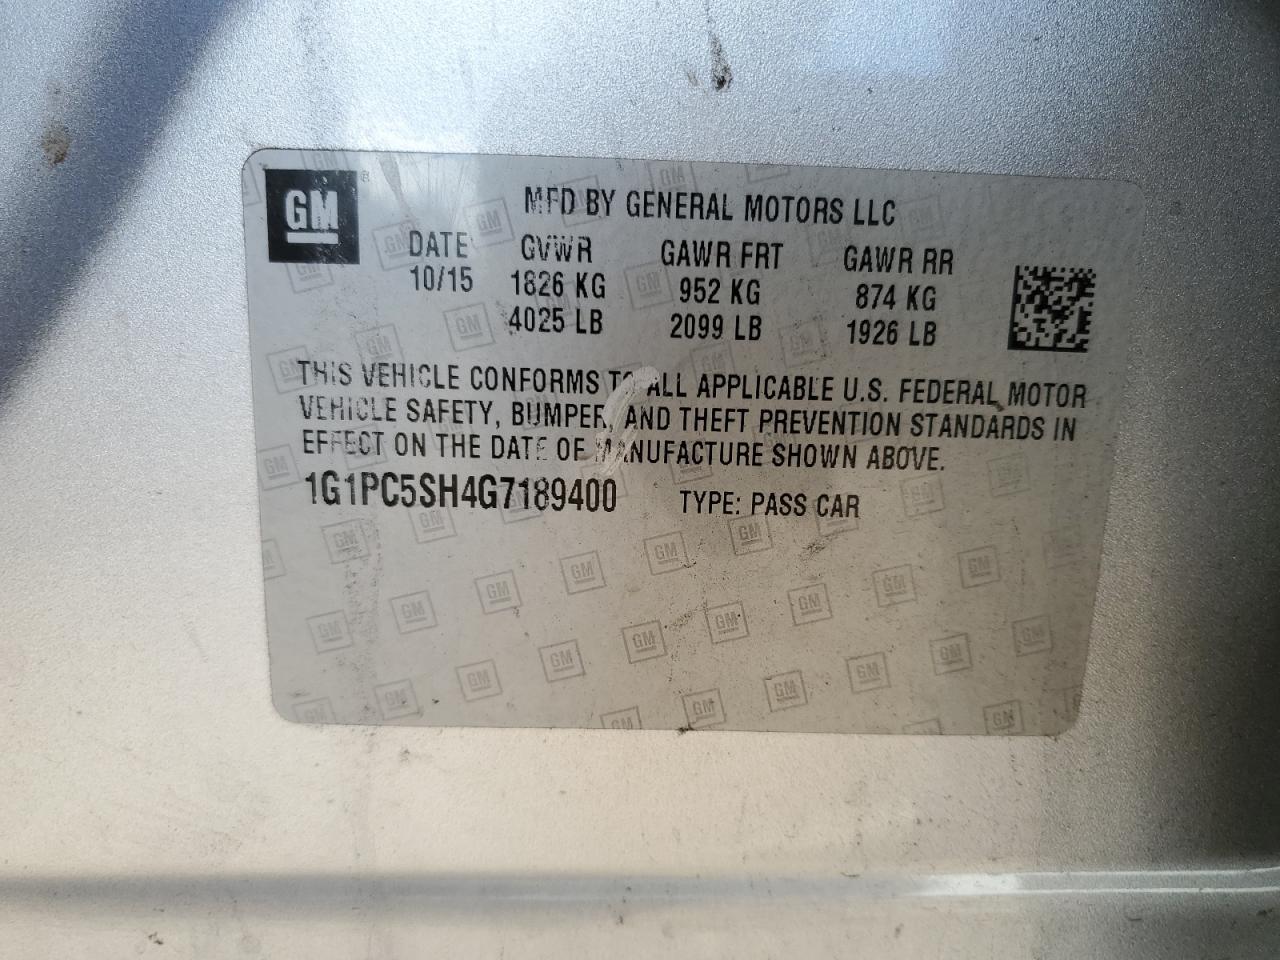 GM
MFD BY GENERAL MOTORS LLC
DATE GVWR GAWR FRT GAWR RR
10/15 1826 KG 952 KG 874 KG
4025 LB 2099 LB 1926 LB
THIS VEHICLE CONFORMS TO ALL APPLICABLE U.S. FEDERAL MOTOR
VEHICLE SAFETY, BUMPER, AND THEFT PREVENTION STANDARDS IN
EFFECT ON THE DATE OF MANUFACTURE SHOWN ABOVE.
1G1PC5SH4G7189400 TYPE: PASS CAR